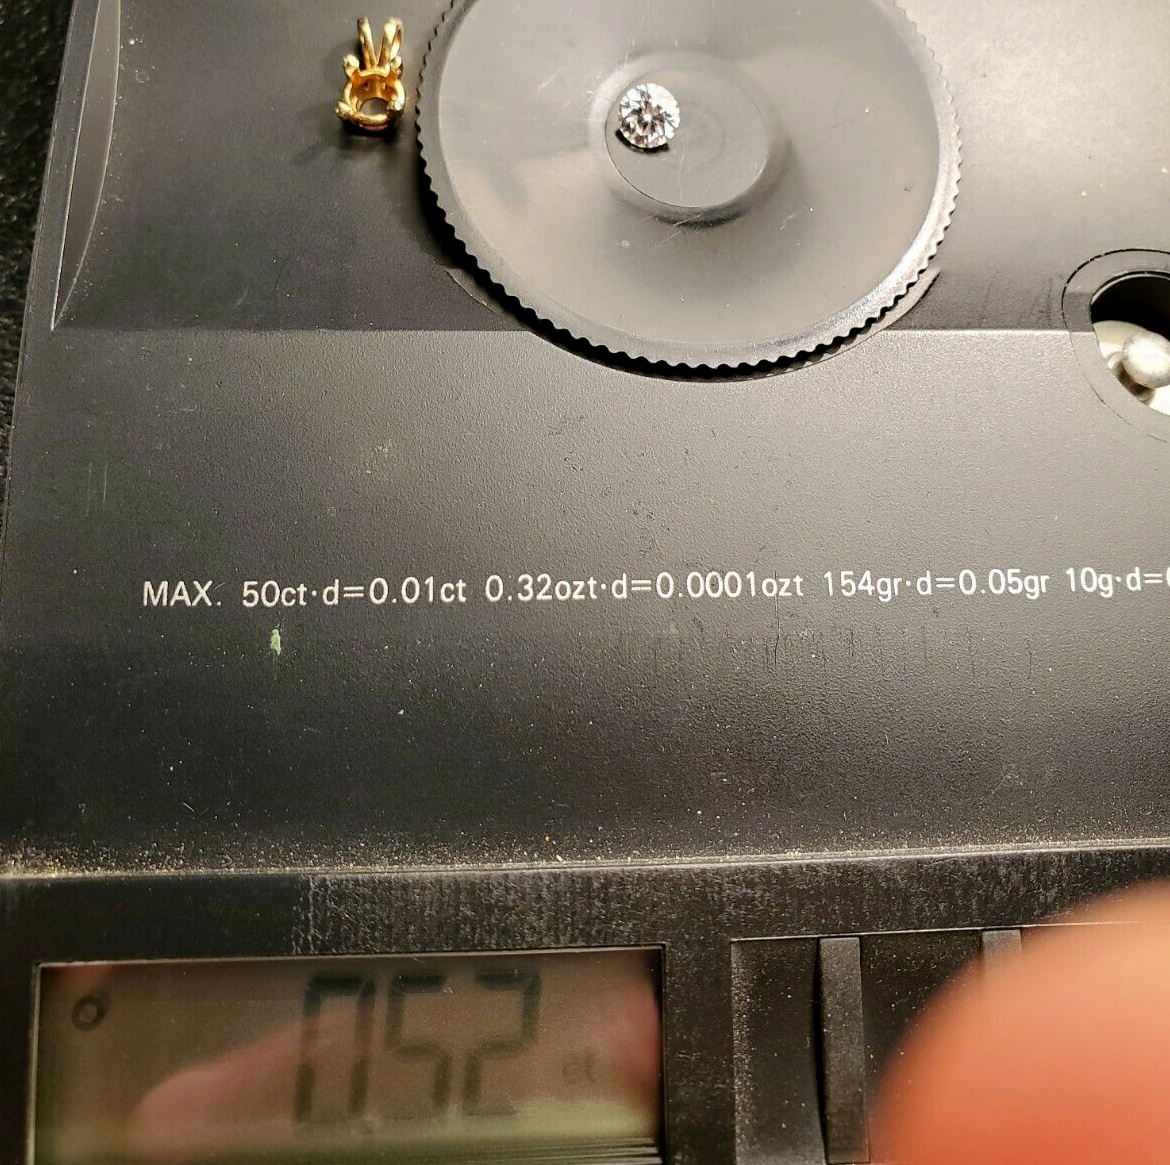 MAX. 50ct·d=0.01ct 0.32ozt·d=0.0001ozt 154gr·d=0.05gr 10g·d=
o 0.52 ct